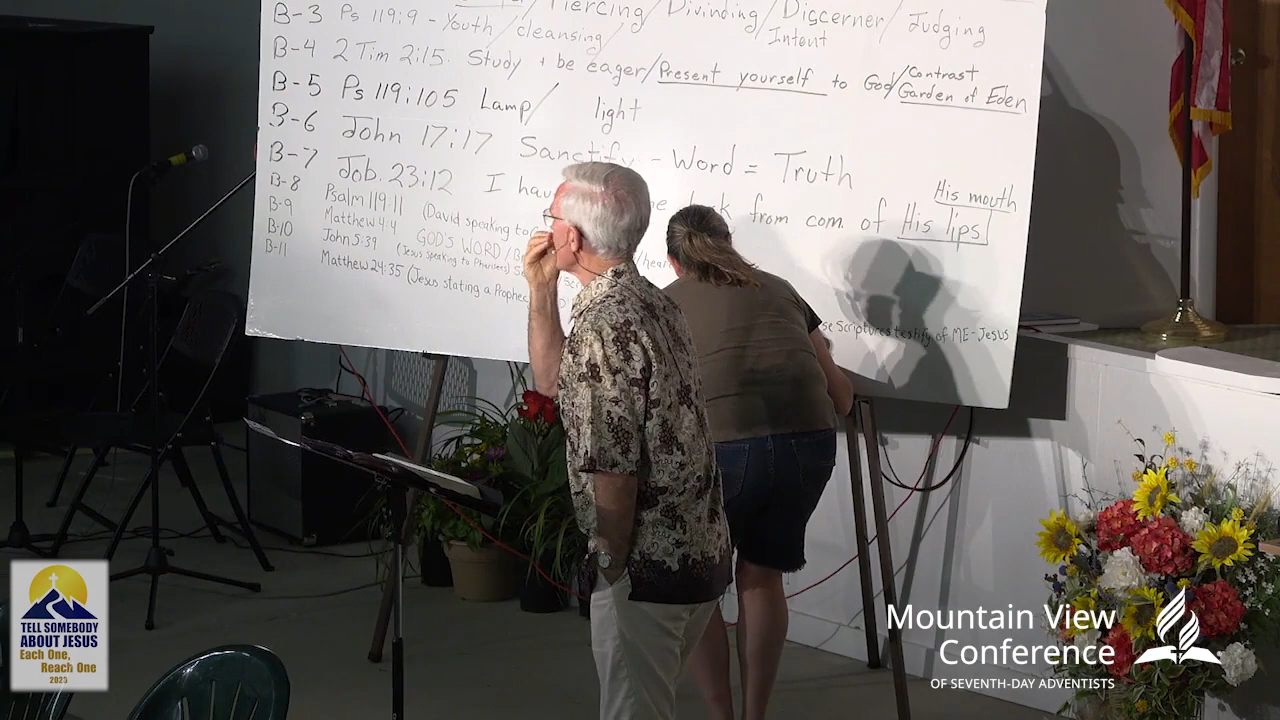 B-3 Ps 119:9 - Youth/cleansing/ Piercing/Divinding/Discerner/Judging
Intent
B-4 2 Tim 2:15. Study + be eager/Present yourself to God/Contrast
Garden of Eden
B-5 Ps 119:105 Lamp/ light
B-6 John 17:17 Sanctify - Word = Truth
B-7 Job. 23:12 I from com. of His lips
His mouth
B-8 Psalm 119:11 (David speaking to
B-9 Matthew 4:4 GOD'S WORD/
B-10 John 5:39 (Jesus speaking to Pharisees) Scriptures testify of ME-Jesus
B-11 Matthew 24:35 (Jesus stating a
TELL SOMEBODY
ABOUT JESUS
Each One,
Reach One
2023
Mountain View
Conference
OF SEVENTH-DAY ADVENTISTS